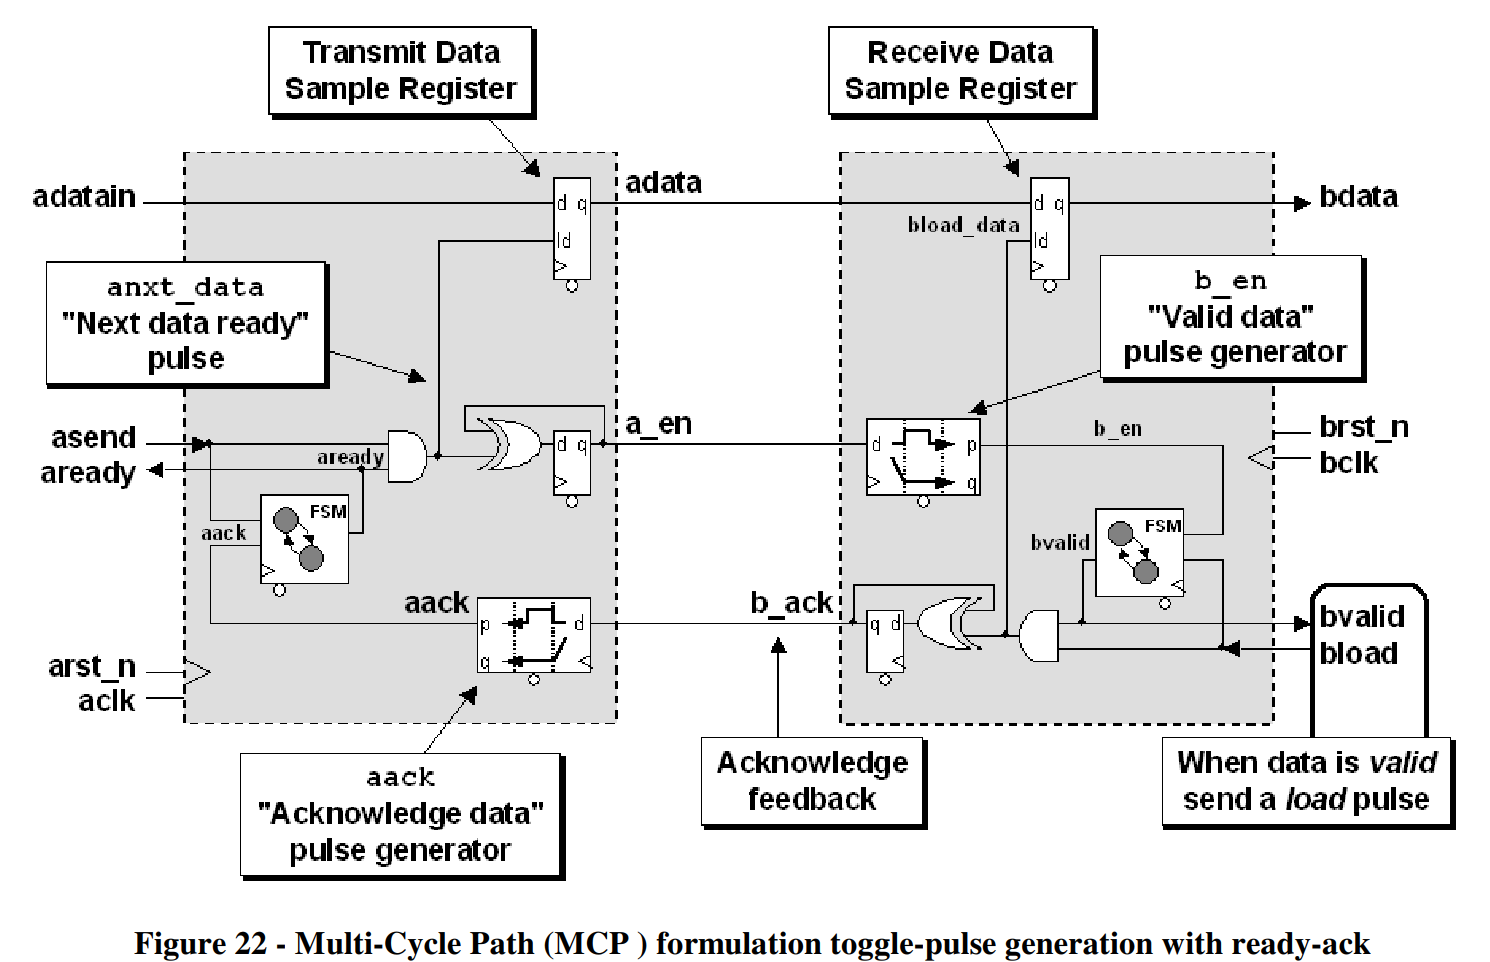 Transmit Data
Sample Register
Receive Data
Sample Register
adatain
d q
ld
adata
bload_data
d q
ld
bdata
anxt_data
"Next data ready"
pulse
b_en
"Valid data"
pulse generator
asend
aready
aready
d q
a_en
d
p
q
b_en
brst_n
bclk
FSM
aack
bvalid
FSM
aack
p
d
q
b_ack
q d
bvalid
bload
arst_n
aclk
aack
"Acknowledge data"
pulse generator
Acknowledge
feedback
When data is valid
send a load pulse
Figure 22 - Multi-Cycle Path (MCP ) formulation toggle-pulse generation with ready-ack